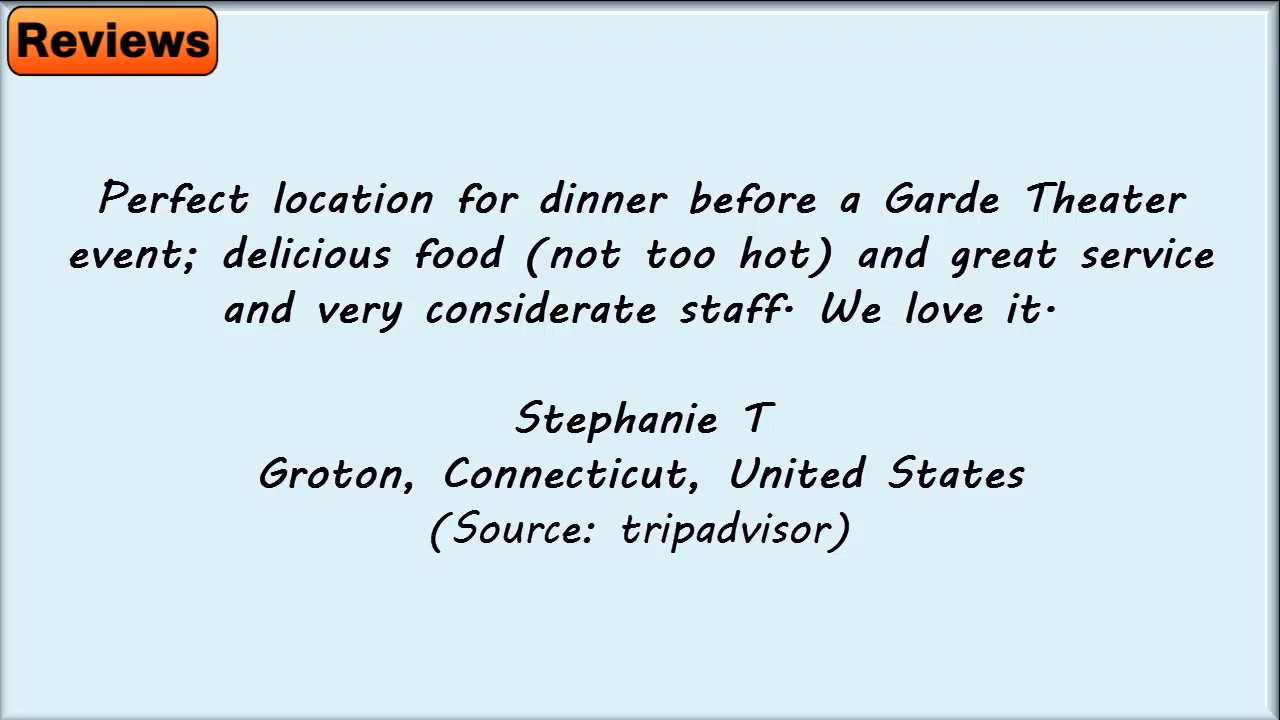 Reviews
Perfect location for dinner before a Garde Theater
event; delicious food (not too hot) and great service
and very considerate staff. We love it.
Stephanie T
Groton, Connecticut, United States
(Source: tripadvisor)